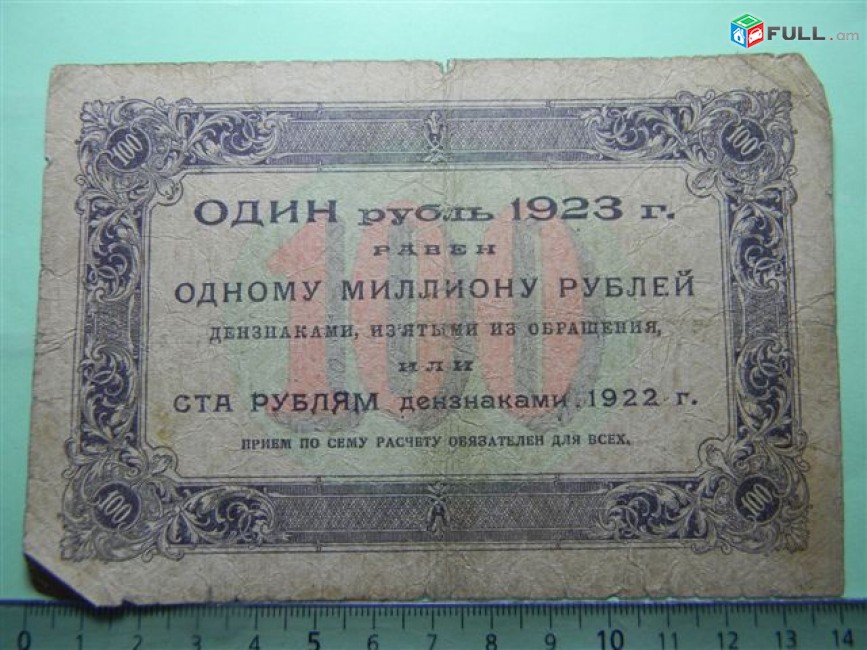 FULL.am
100 100
ОДИН рубль 1923 г.
РАВЕН
ОДНОМУ МИЛЛИОНУ РУБЛЕЙ
ДЕНЗНАКАМИ, ИЗ'ЯТЫМИ ИЗ ОБРАЩЕНИЯ,
ИЛИ
СТА РУБЛЯМ дензнаками 1922 г.
ПРИЕМ ПО СЕМУ РАСЧЕТУ ОБЯЗАТЕЛЕН ДЛЯ ВСЕХ.
100
100 100
0 1 2 3 4 5 6 7 8 9 10 11 12 13 14